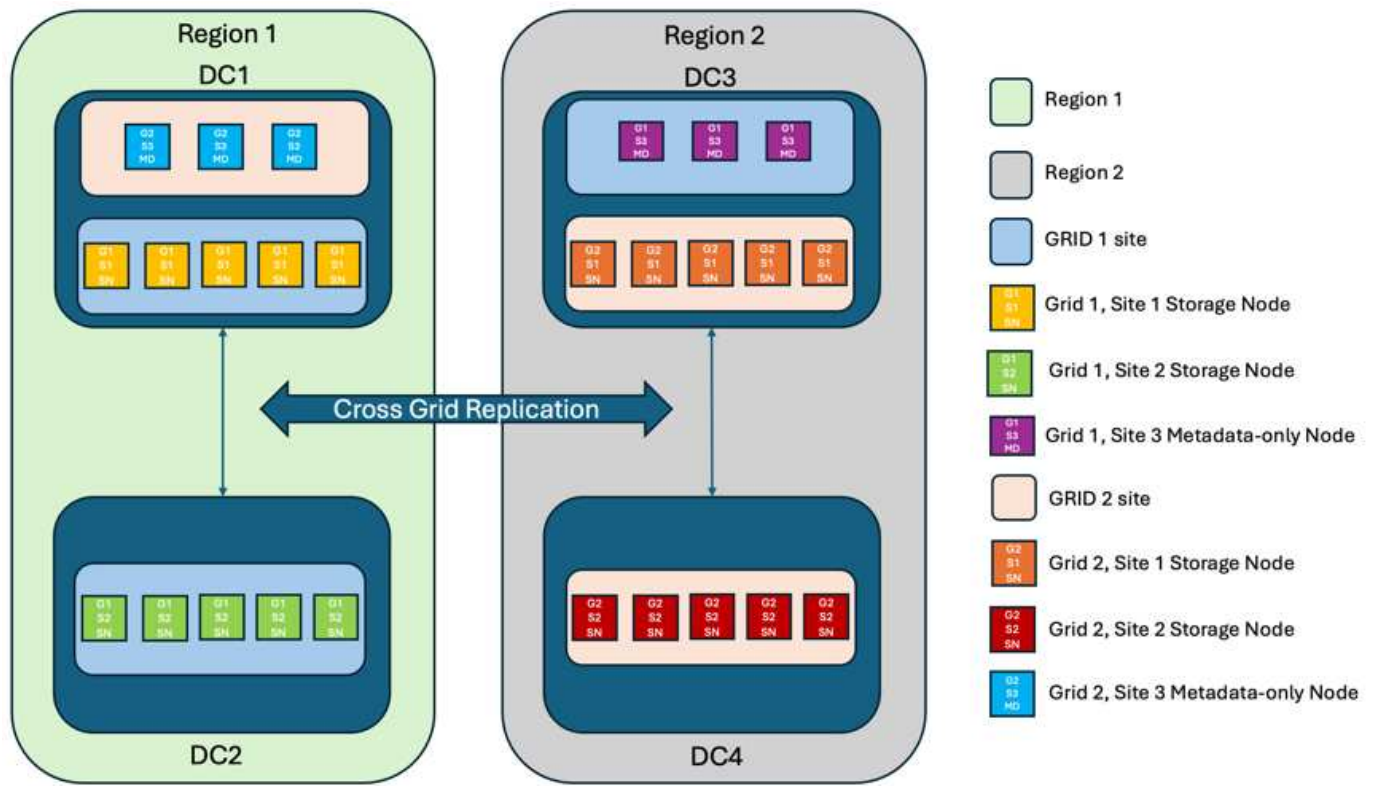 Region 1
DC1
G2
S3
MD
G2
S3
MD
G2
S3
MD
G1
S1
SN
G1
S1
SN
G1
S1
SN
G1
S1
SN
G1
S1
SN
Region 2
DC3
G1
S3
MD
G1
S3
MD
G1
S3
MD
G2
S1
SN
G2
S1
SN
G2
S1
SN
G2
S1
SN
G2
S1
SN
Cross Grid Replication
G1
S2
SN
G1
S2
SN
G1
S2
SN
G1
S2
SN
G1
S2
SN
DC2
G2
S2
SN
G2
S2
SN
G2
S2
SN
G2
S2
SN
G2
S2
SN
DC4
Region 1
Region 2
GRID 1 site
G1
S1
SN
Grid 1, Site 1 Storage Node
G1
S2
SN
Grid 1, Site 2 Storage Node
G1
S3
MD
Grid 1, Site 3 Metadata-only Node
GRID 2 site
G2
S1
SN
Grid 2, Site 1 Storage Node
G2
S2
SN
Grid 2, Site 2 Storage Node
G2
S3
MD
Grid 2, Site 3 Metadata-only Node